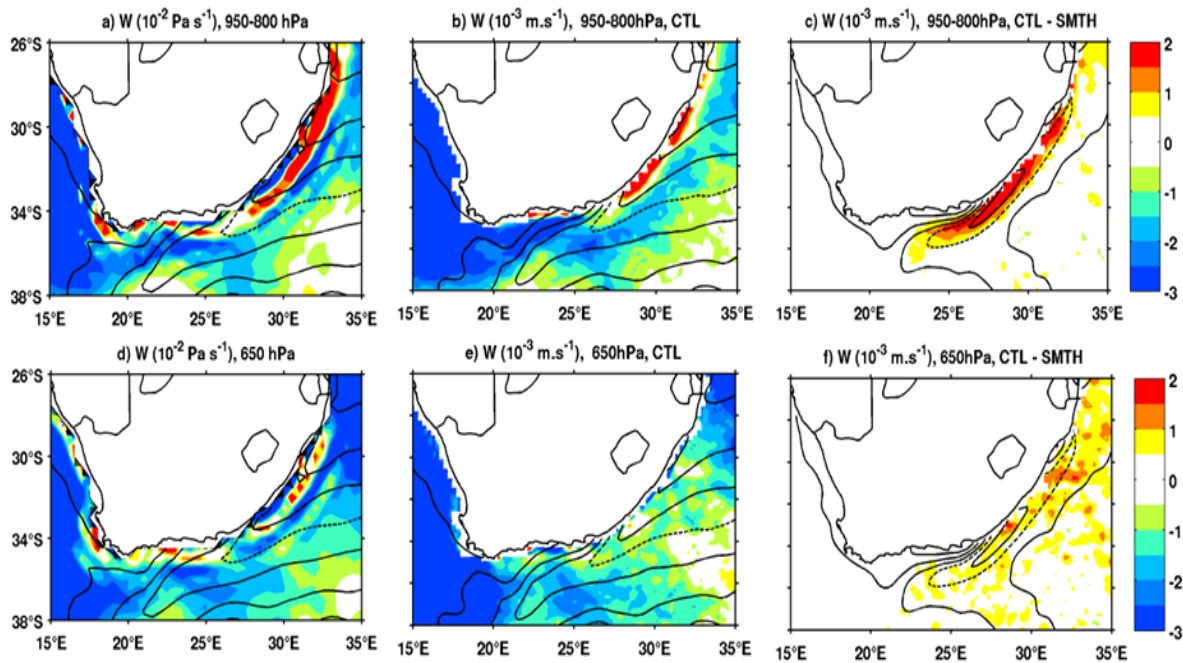 a) W (10⁻² Pa s⁻¹), 950-800 hPa
b) W (10⁻³ m.s⁻¹), 950-800hPa, CTL
c) W (10⁻³ m.s⁻¹), 950-800hPa, CTL - SMTH
26°S
30°S
34°S
38°S
15°E 20°E 25°E 30°E 35°E
15°E 20°E 25°E 30°E 35°E
15°E 20°E 25°E 30°E 35°E
2
1
0
-1
-2
-3
d) W (10⁻² Pa s⁻¹), 650 hPa
e) W (10⁻³ m.s⁻¹), 650hPa, CTL
f) W (10⁻³ m.s⁻¹), 650hPa, CTL - SMTH
26°S
30°S
34°S
38°S
15°E 20°E 25°E 30°E 35°E
15°E 20°E 25°E 30°E 35°E
15°E 20°E 25°E 30°E 35°E
2
1
0
-1
-2
-3